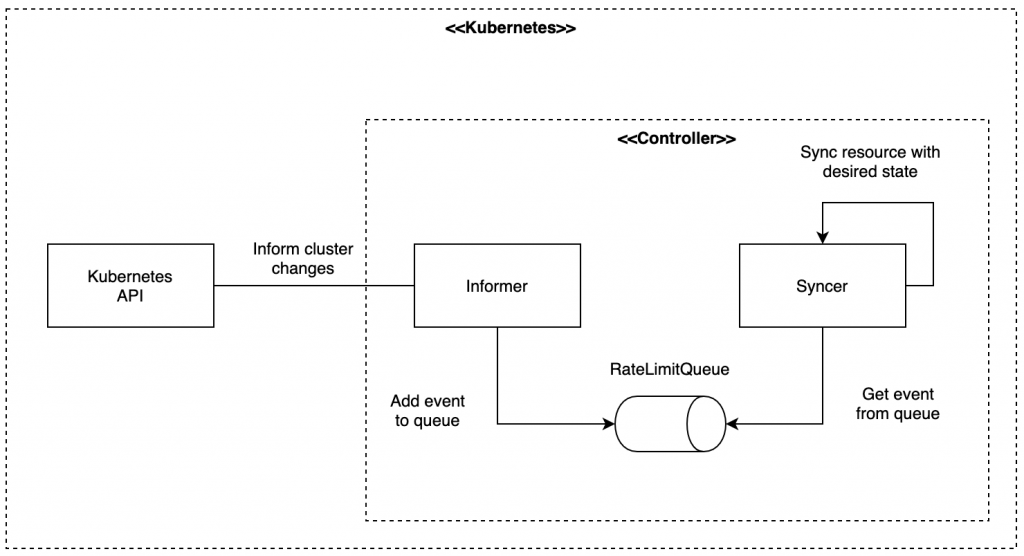 <<Kubernetes>>
<<Controller>>
Sync resource with
desired state
Inform cluster
changes
Kubernetes
API
Informer
Syncer
RateLimitQueue
Add event
to queue
Get event
from queue